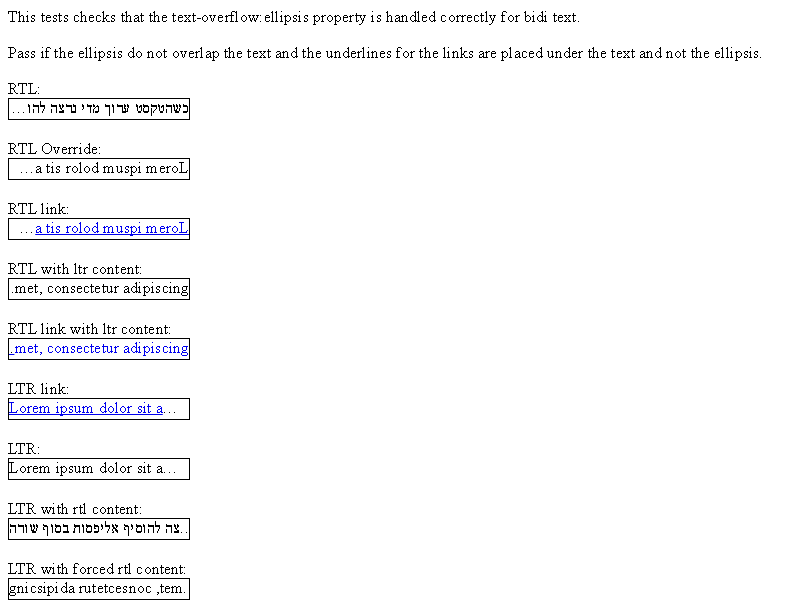 This tests checks that the text-overflow:ellipsis property is handled correctly for bidi text.
Pass if the ellipsis do not overlap the text and the underlines for the links are placed under the text and not the ellipsis.
RTL:
כשהטקסט ערוך מדי נרצה להו...
RTL Override:
...a tis rolod muspi meroL
RTL link:
...a tis rolod muspi meroL
RTL with ltr content:
.met, consectetur adipiscing
RTL link with ltr content:
.met, consectetur adipiscing
LTR link:
Lorem ipsum dolor sit a...
LTR:
Lorem ipsum dolor sit a...
LTR with rtl content:
..צה להוסיף אליפסות בסוף שורה
LTR with forced rtl content:
gnicsipida rutetcesnoc ,tem.